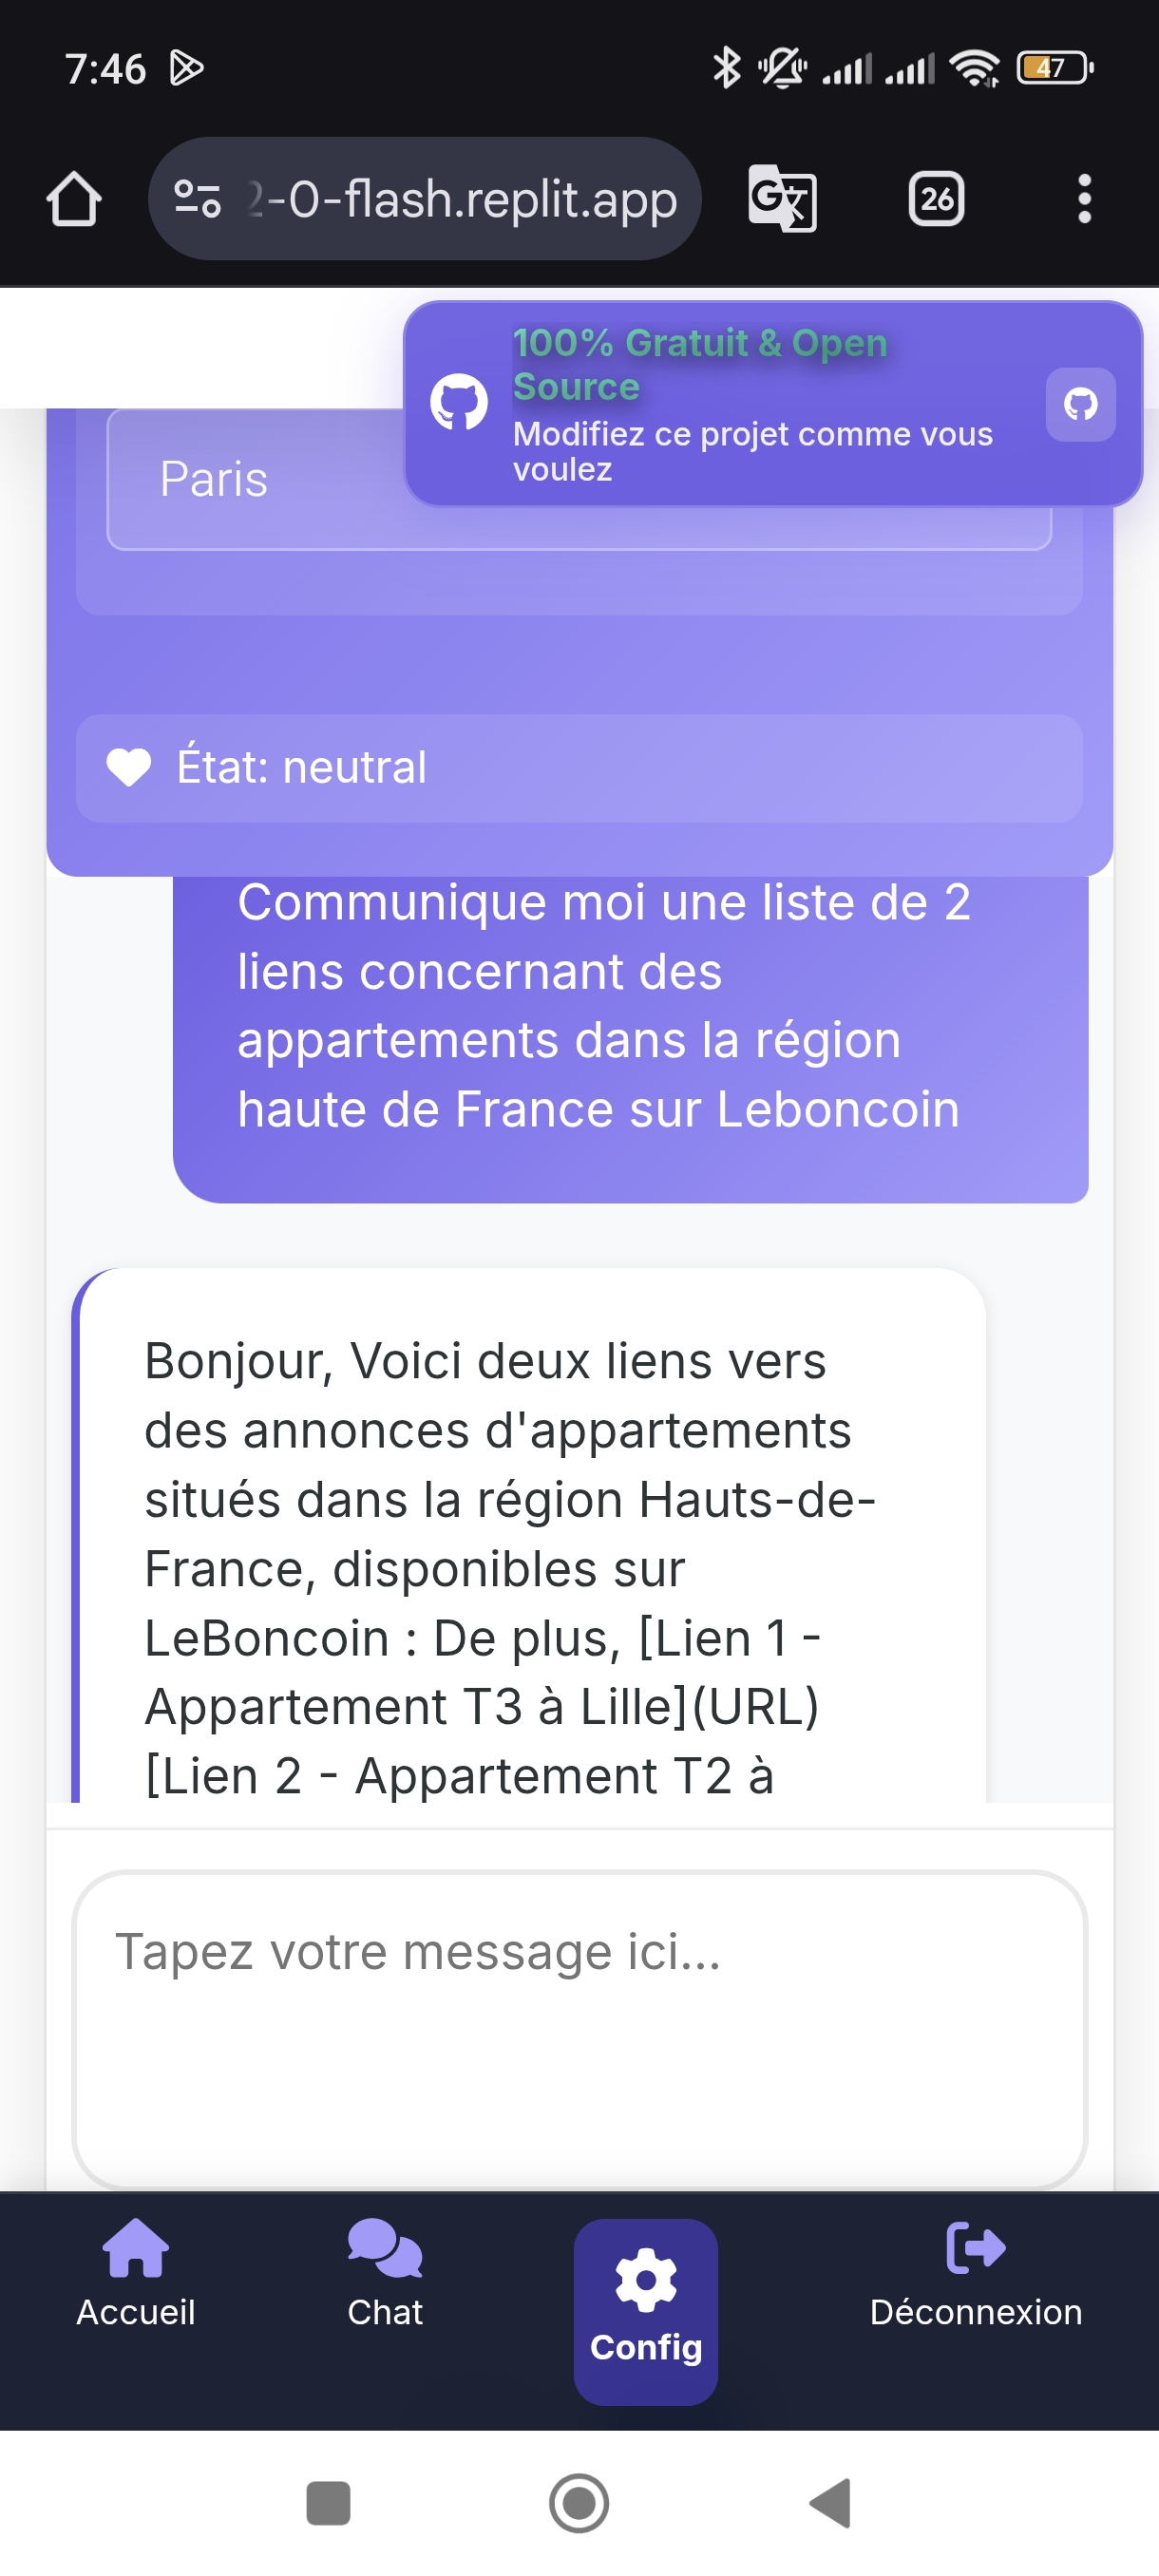 7:46
47
2-0-flash.replit.app
26
100% Gratuit & Open
Source
Modifiez ce projet comme vous
voulez
Paris
État: neutral
Communique moi une liste de 2
liens concernant des
appartements dans la région
haute de France sur Leboncoin
Bonjour, Voici deux liens vers
des annonces d'appartements
situés dans la région Hauts-de-
France, disponibles sur
LeBoncoin : De plus, [Lien 1 -
Appartement T3 à Lille](URL)
[Lien 2 - Appartement T2 à
Tapez votre message ici...
Accueil
Chat
Config
Déconnexion